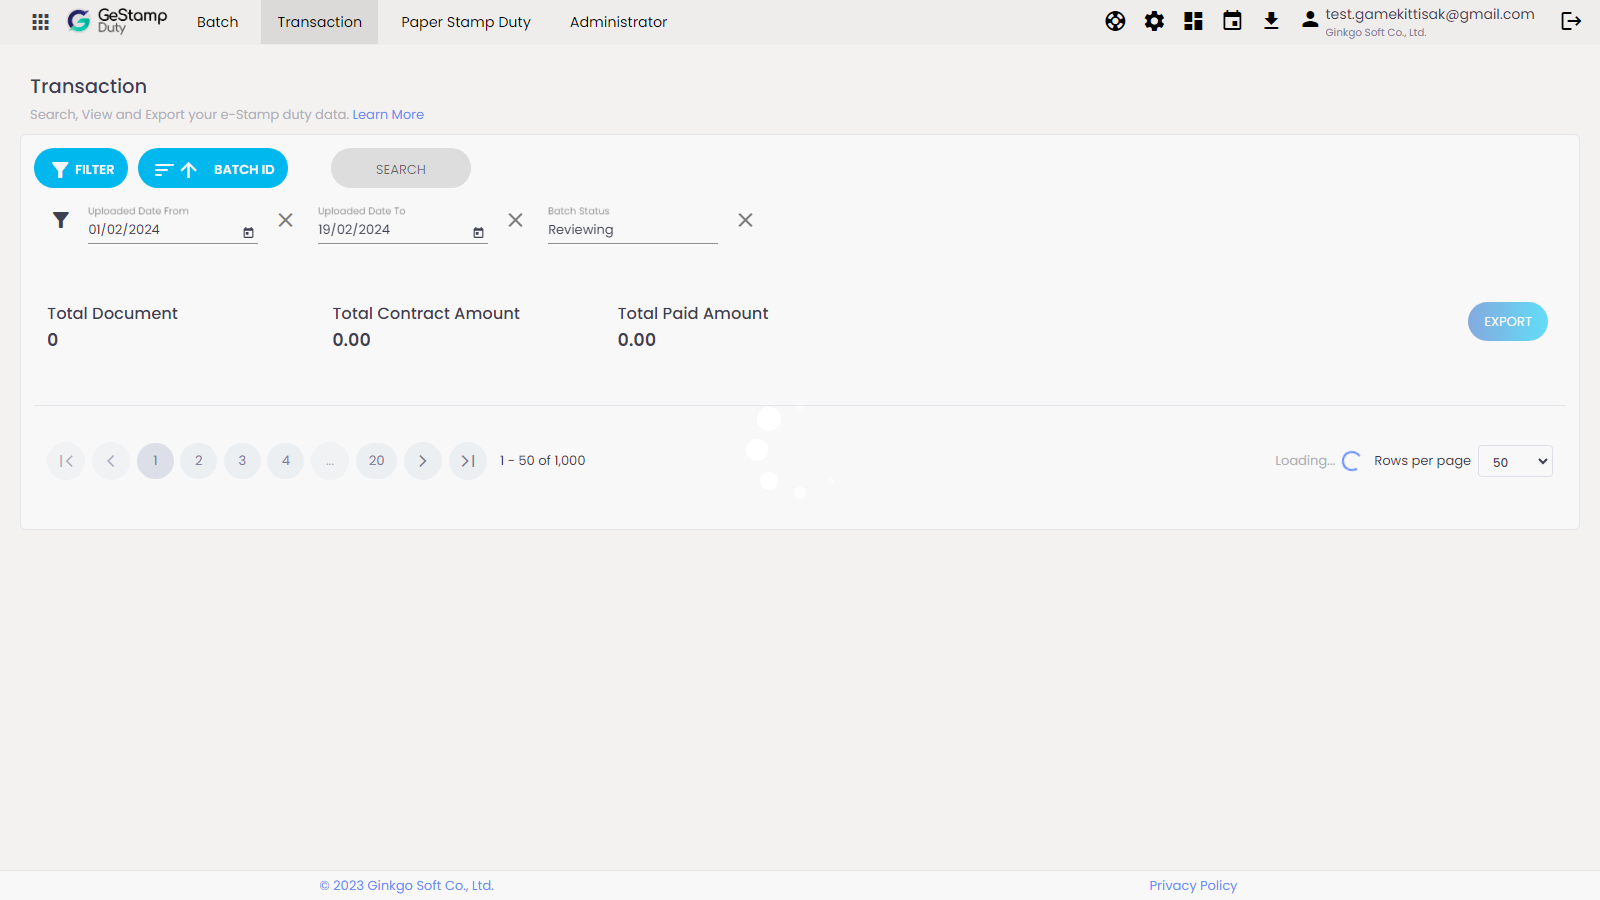 GeStamp
Duty
Batch
Transaction
Paper Stamp Duty
Administrator
test.gamekittisak@gmail.com
Ginkgo Soft Co., Ltd.
Transaction
Search, View and Export your e-Stamp duty data. Learn More
FILTER
BATCH ID
SEARCH
Uploaded Date From
01/02/2024
Uploaded Date To
19/02/2024
Batch Status
Reviewing
Total Document
0
Total Contract Amount
0.00
Total Paid Amount
0.00
EXPORT
1 2 3 4 ... 20 1 - 50 of 1,000
Loading... Rows per page 50
© 2023 Ginkgo Soft Co., Ltd.
Privacy Policy